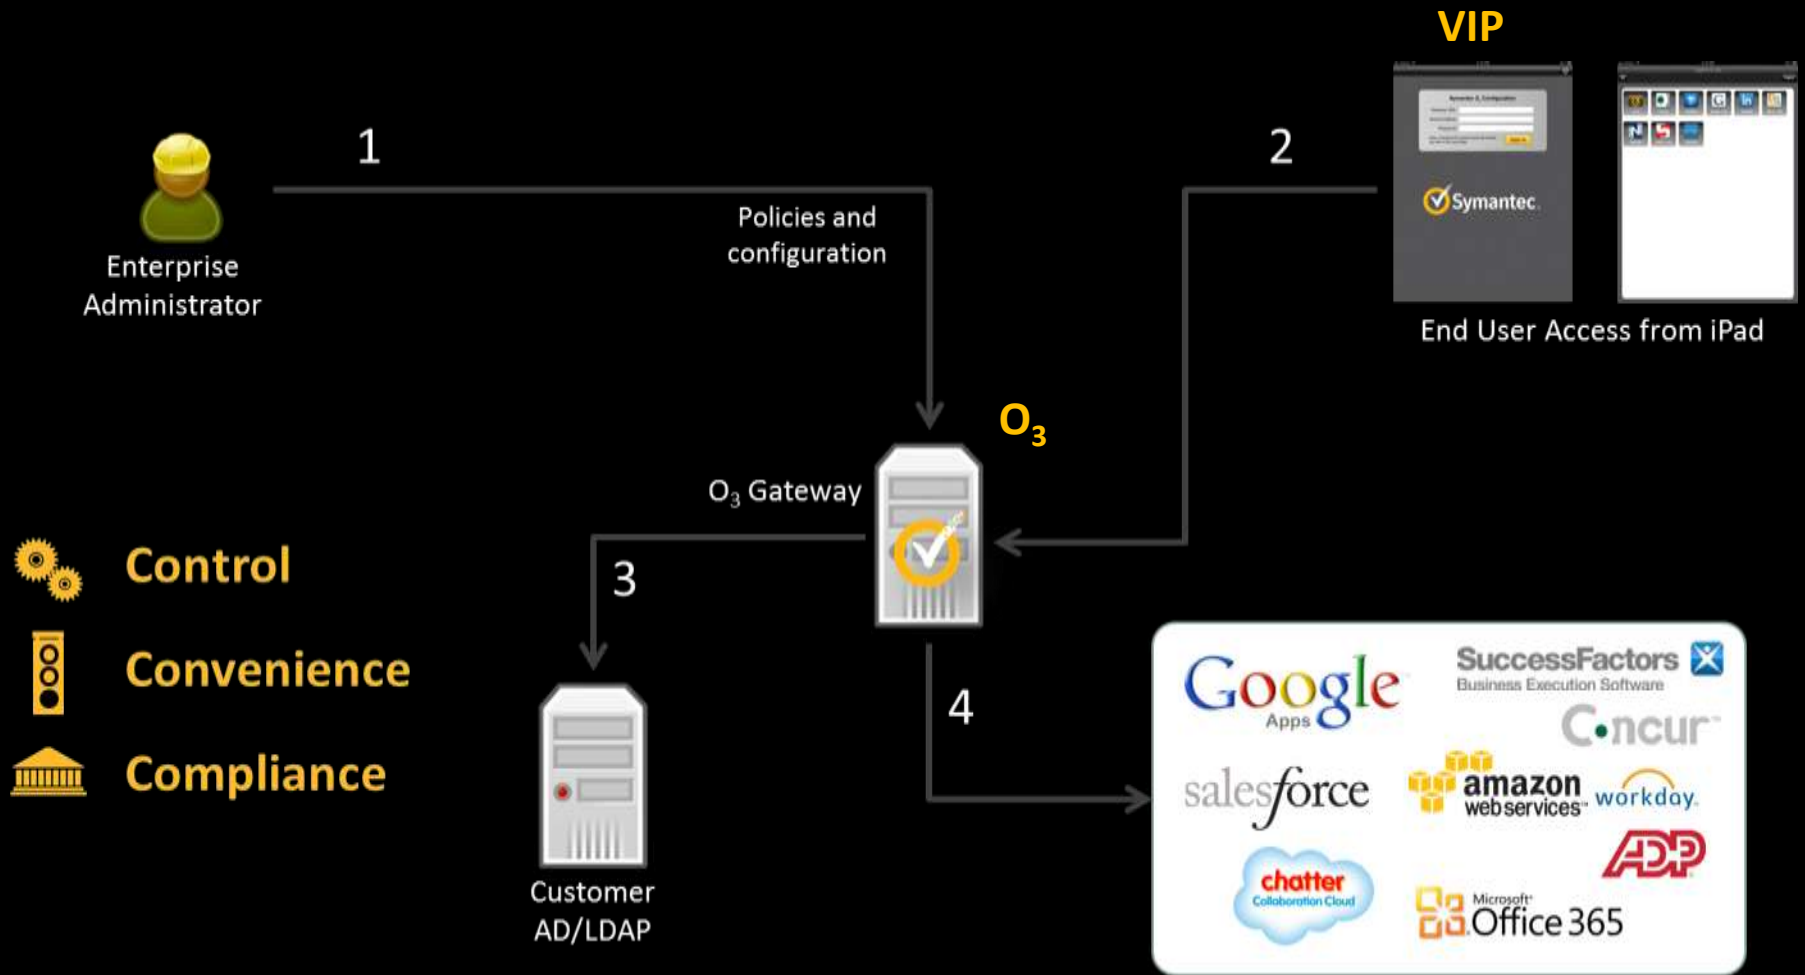 VIP
1
2
Policies and
configuration
Enterprise
Administrator
Symantec
End User Access from iPad
O₃
O₃ Gateway
Control
3
Convenience
4
Compliance
Google
Apps
SuccessFactors
Business Execution Software
C•ncur™
salesforce
amazon
webservices™
workday.
ADP
chatter
Collaboration Cloud
Microsoft®
Office 365
Customer
AD/LDAP